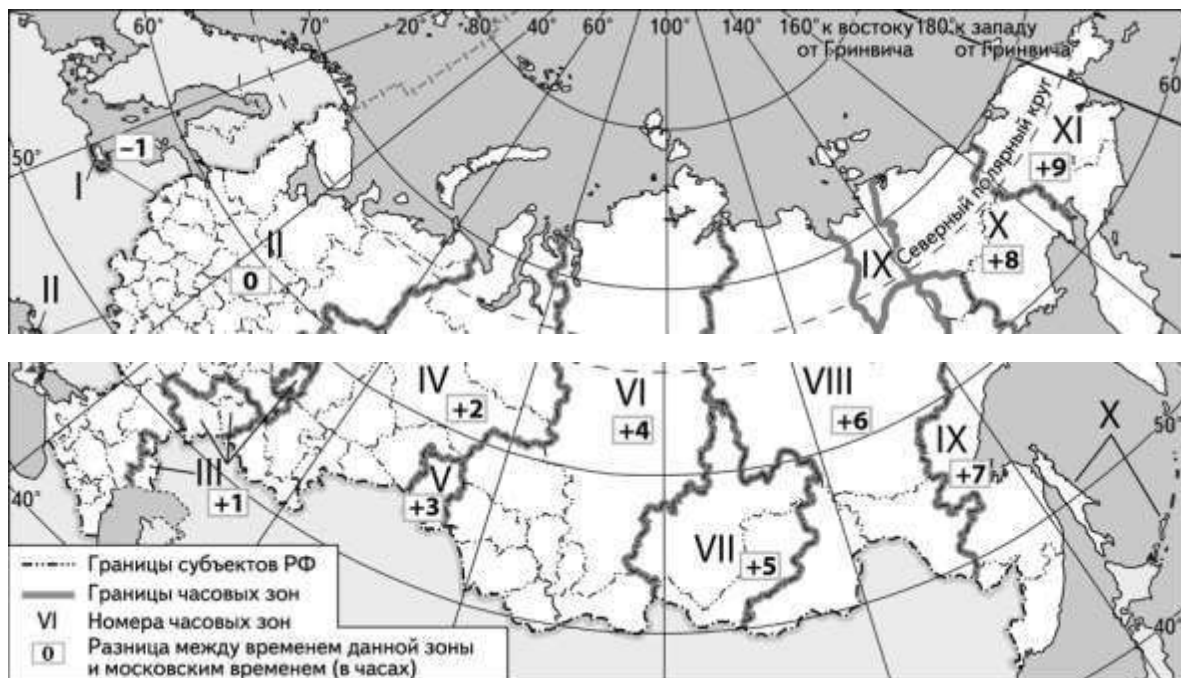 70° 20° 40° 60° 80° 100° 120° 140° 160° к востоку 180° к западу
от Гринвича от Гринвича
60°
70°
60°
50°
Северный полярный круг
–1
I
II
0
II
XI
+9
X
+8
IX
IV
+2
VI
+4
VIII
+6
IX
+7
X
50°
III
+1
V
+3
VII
+5
40°
40°
Границы субъектов РФ
Границы часовых зон
VI Номера часовых зон
0 Разница между временем данной зоны
и московским временем (в часах)